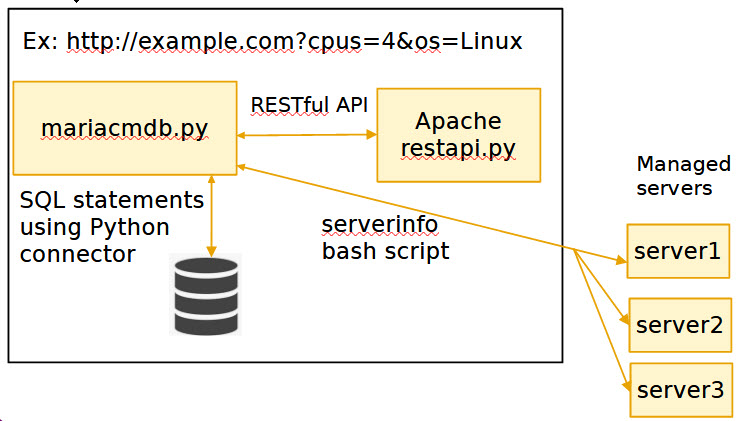 Ex: http://example.com?cpus=4&os=Linux
mariacmdb.py
RESTful API
Apache
restapi.py
SQL statements
using Python
connector
serverinfo
bash script
Managed
servers
server1
server2
server3